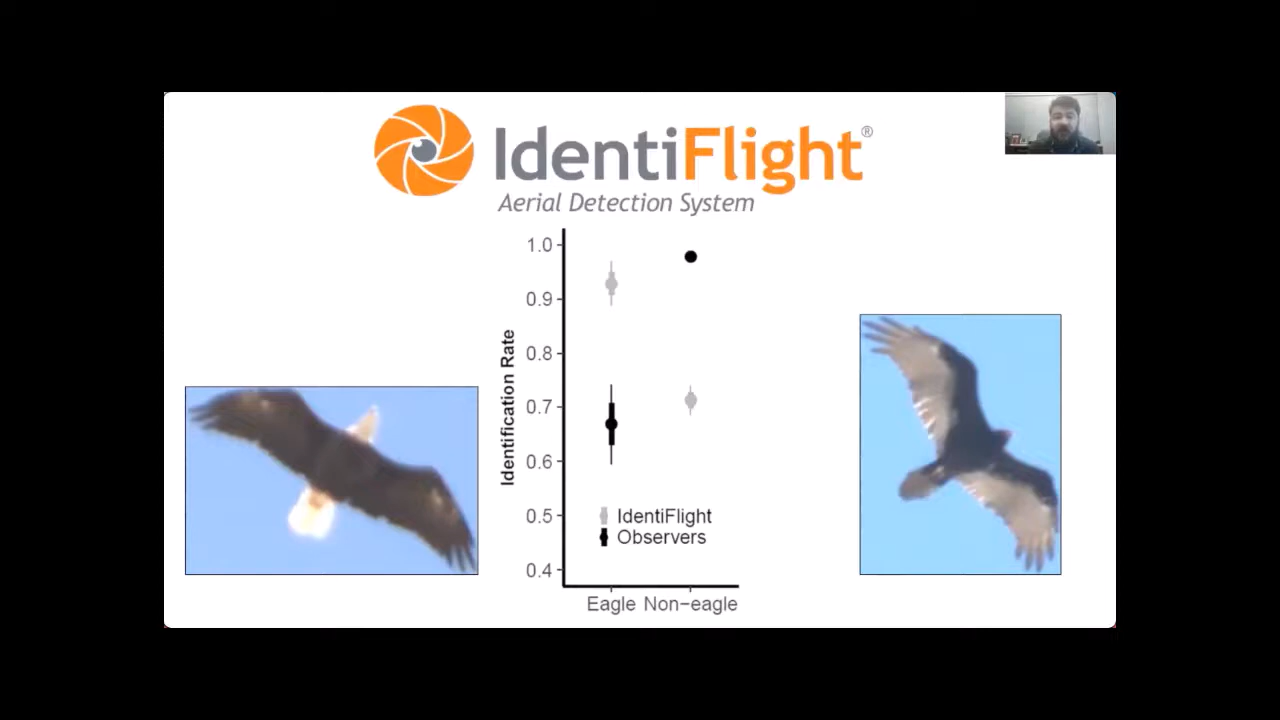 IdentiFlight®
Aerial Detection System
1.0
0.9
0.8
0.7
0.6
0.5
0.4
Identification Rate
IdentiFlight
Observers
Eagle Non−eagle